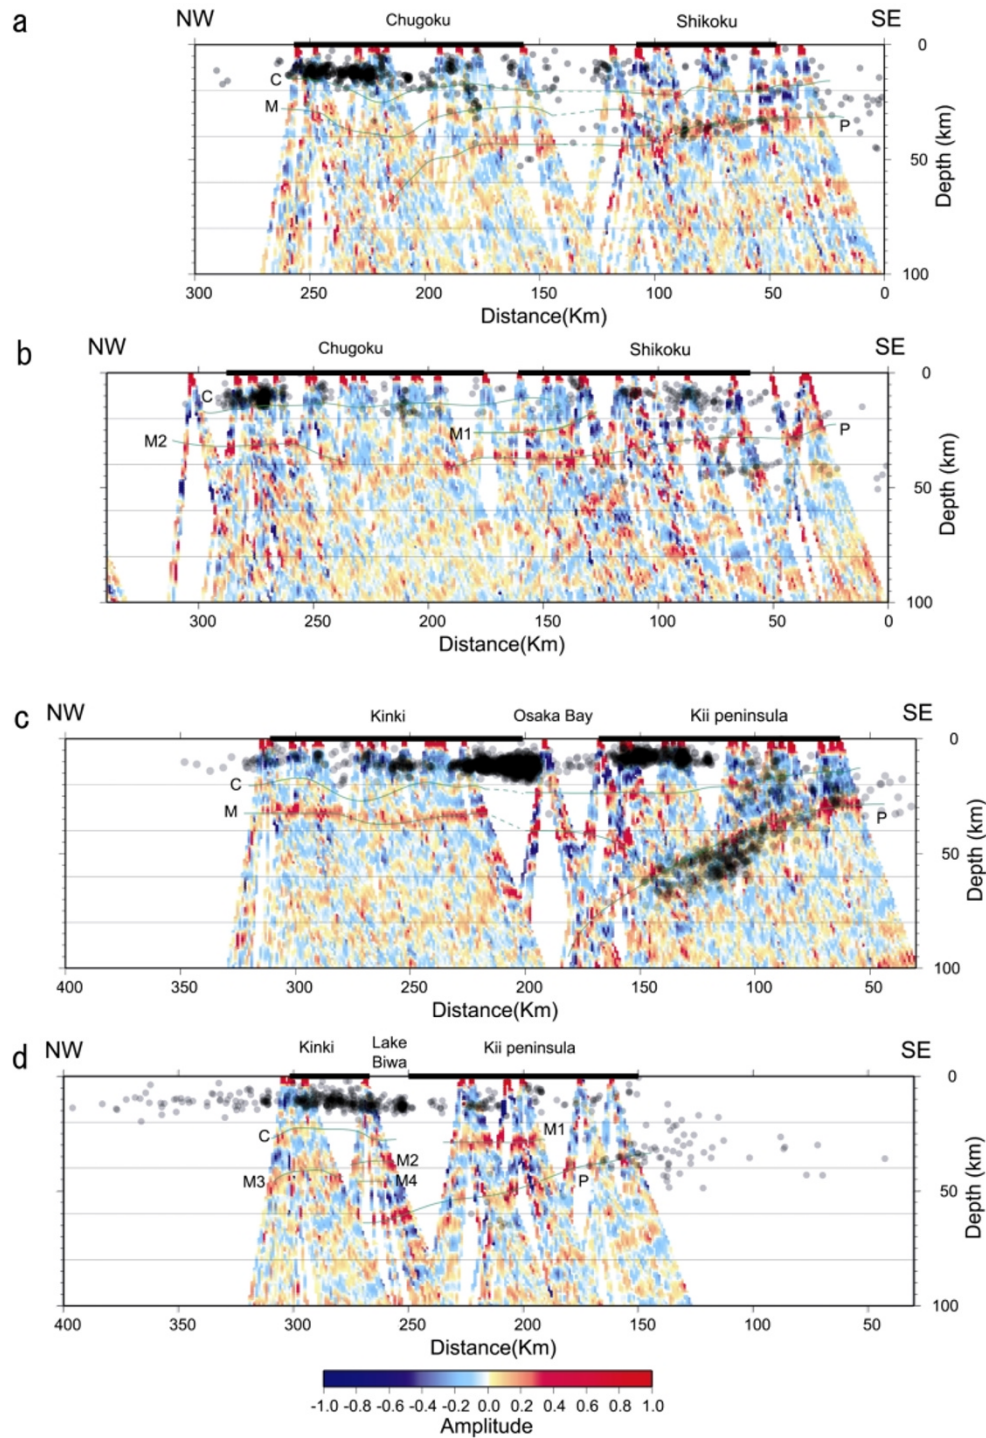 a
NW
Chugoku
Shikoku
SE
C
M
P
0
50
100
Depth (km)
300
250
200
150
100
50
0
Distance(Km)
b
NW
Chugoku
Shikoku
SE
C
M2
M1
P
0
50
100
Depth (km)
300
250
200
150
100
50
0
Distance(Km)
c
NW
Kinki
Osaka Bay
Kii peninsula
SE
C
M
P
0
50
100
Depth (km)
400
350
300
250
200
150
100
50
Distance(Km)
d
NW
Kinki
Lake
Biwa
Kii peninsula
SE
C
M1
M2
M3
M4
P
0
50
100
Depth (km)
400
350
300
250
200
150
100
50
Distance(Km)
-1.0 -0.8 -0.6 -0.4 -0.2 0.0 0.2 0.4 0.6 0.8 1.0
Amplitude